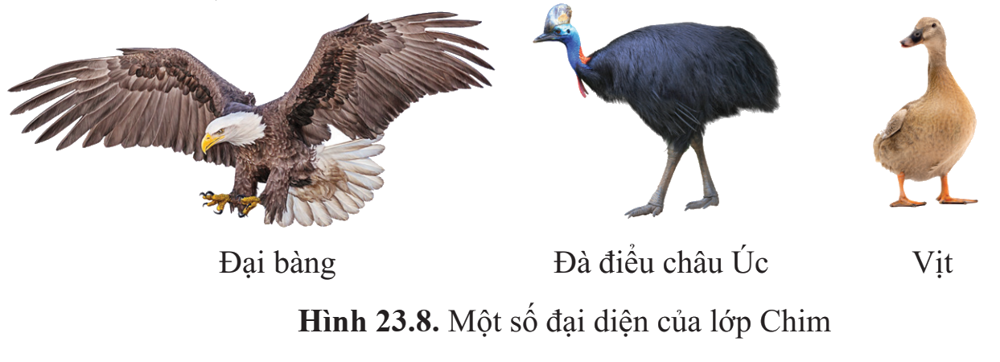 Đại bàng
Đà điểu châu Úc
Vịt
Hình 23.8. Một số đại diện của lớp Chim